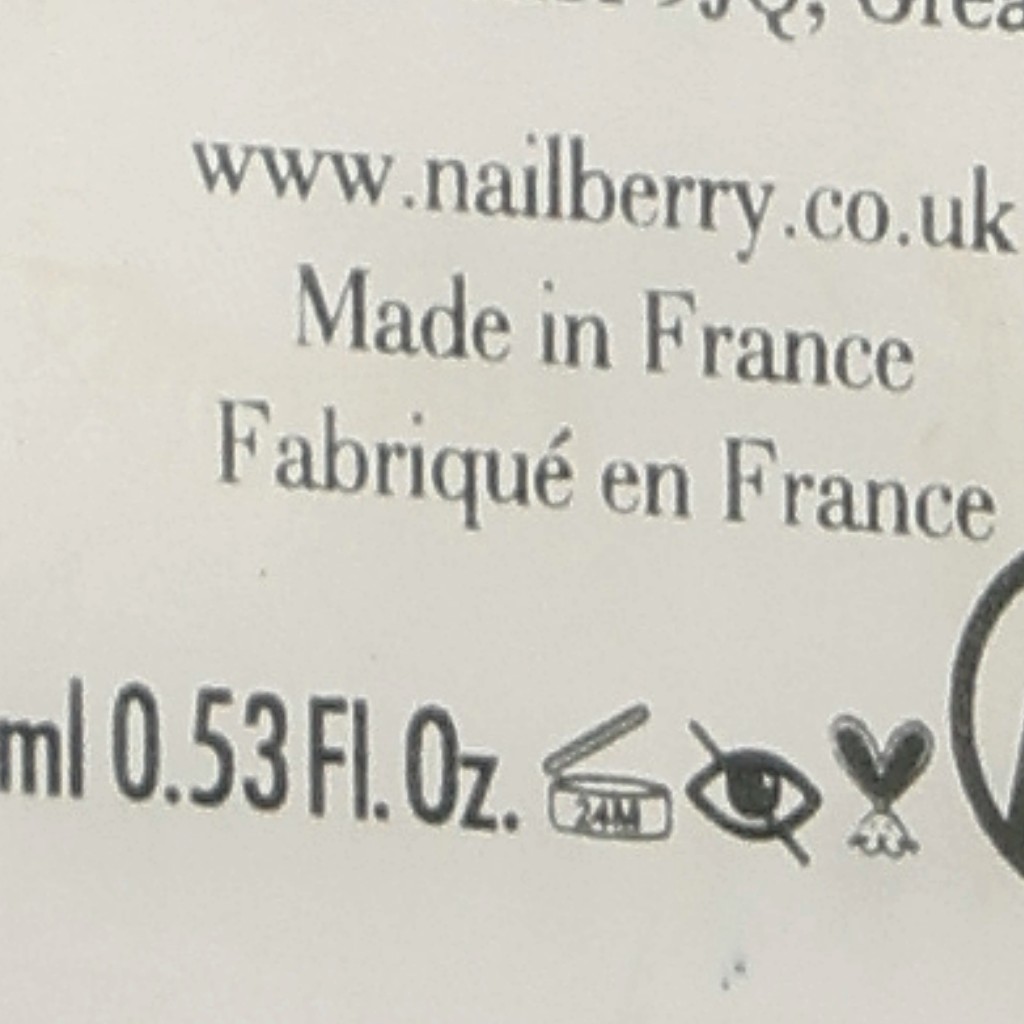 www.nailberry.co.uk
Made in France
Fabriqué en France
ml 0.53 Fl. Oz. 24M